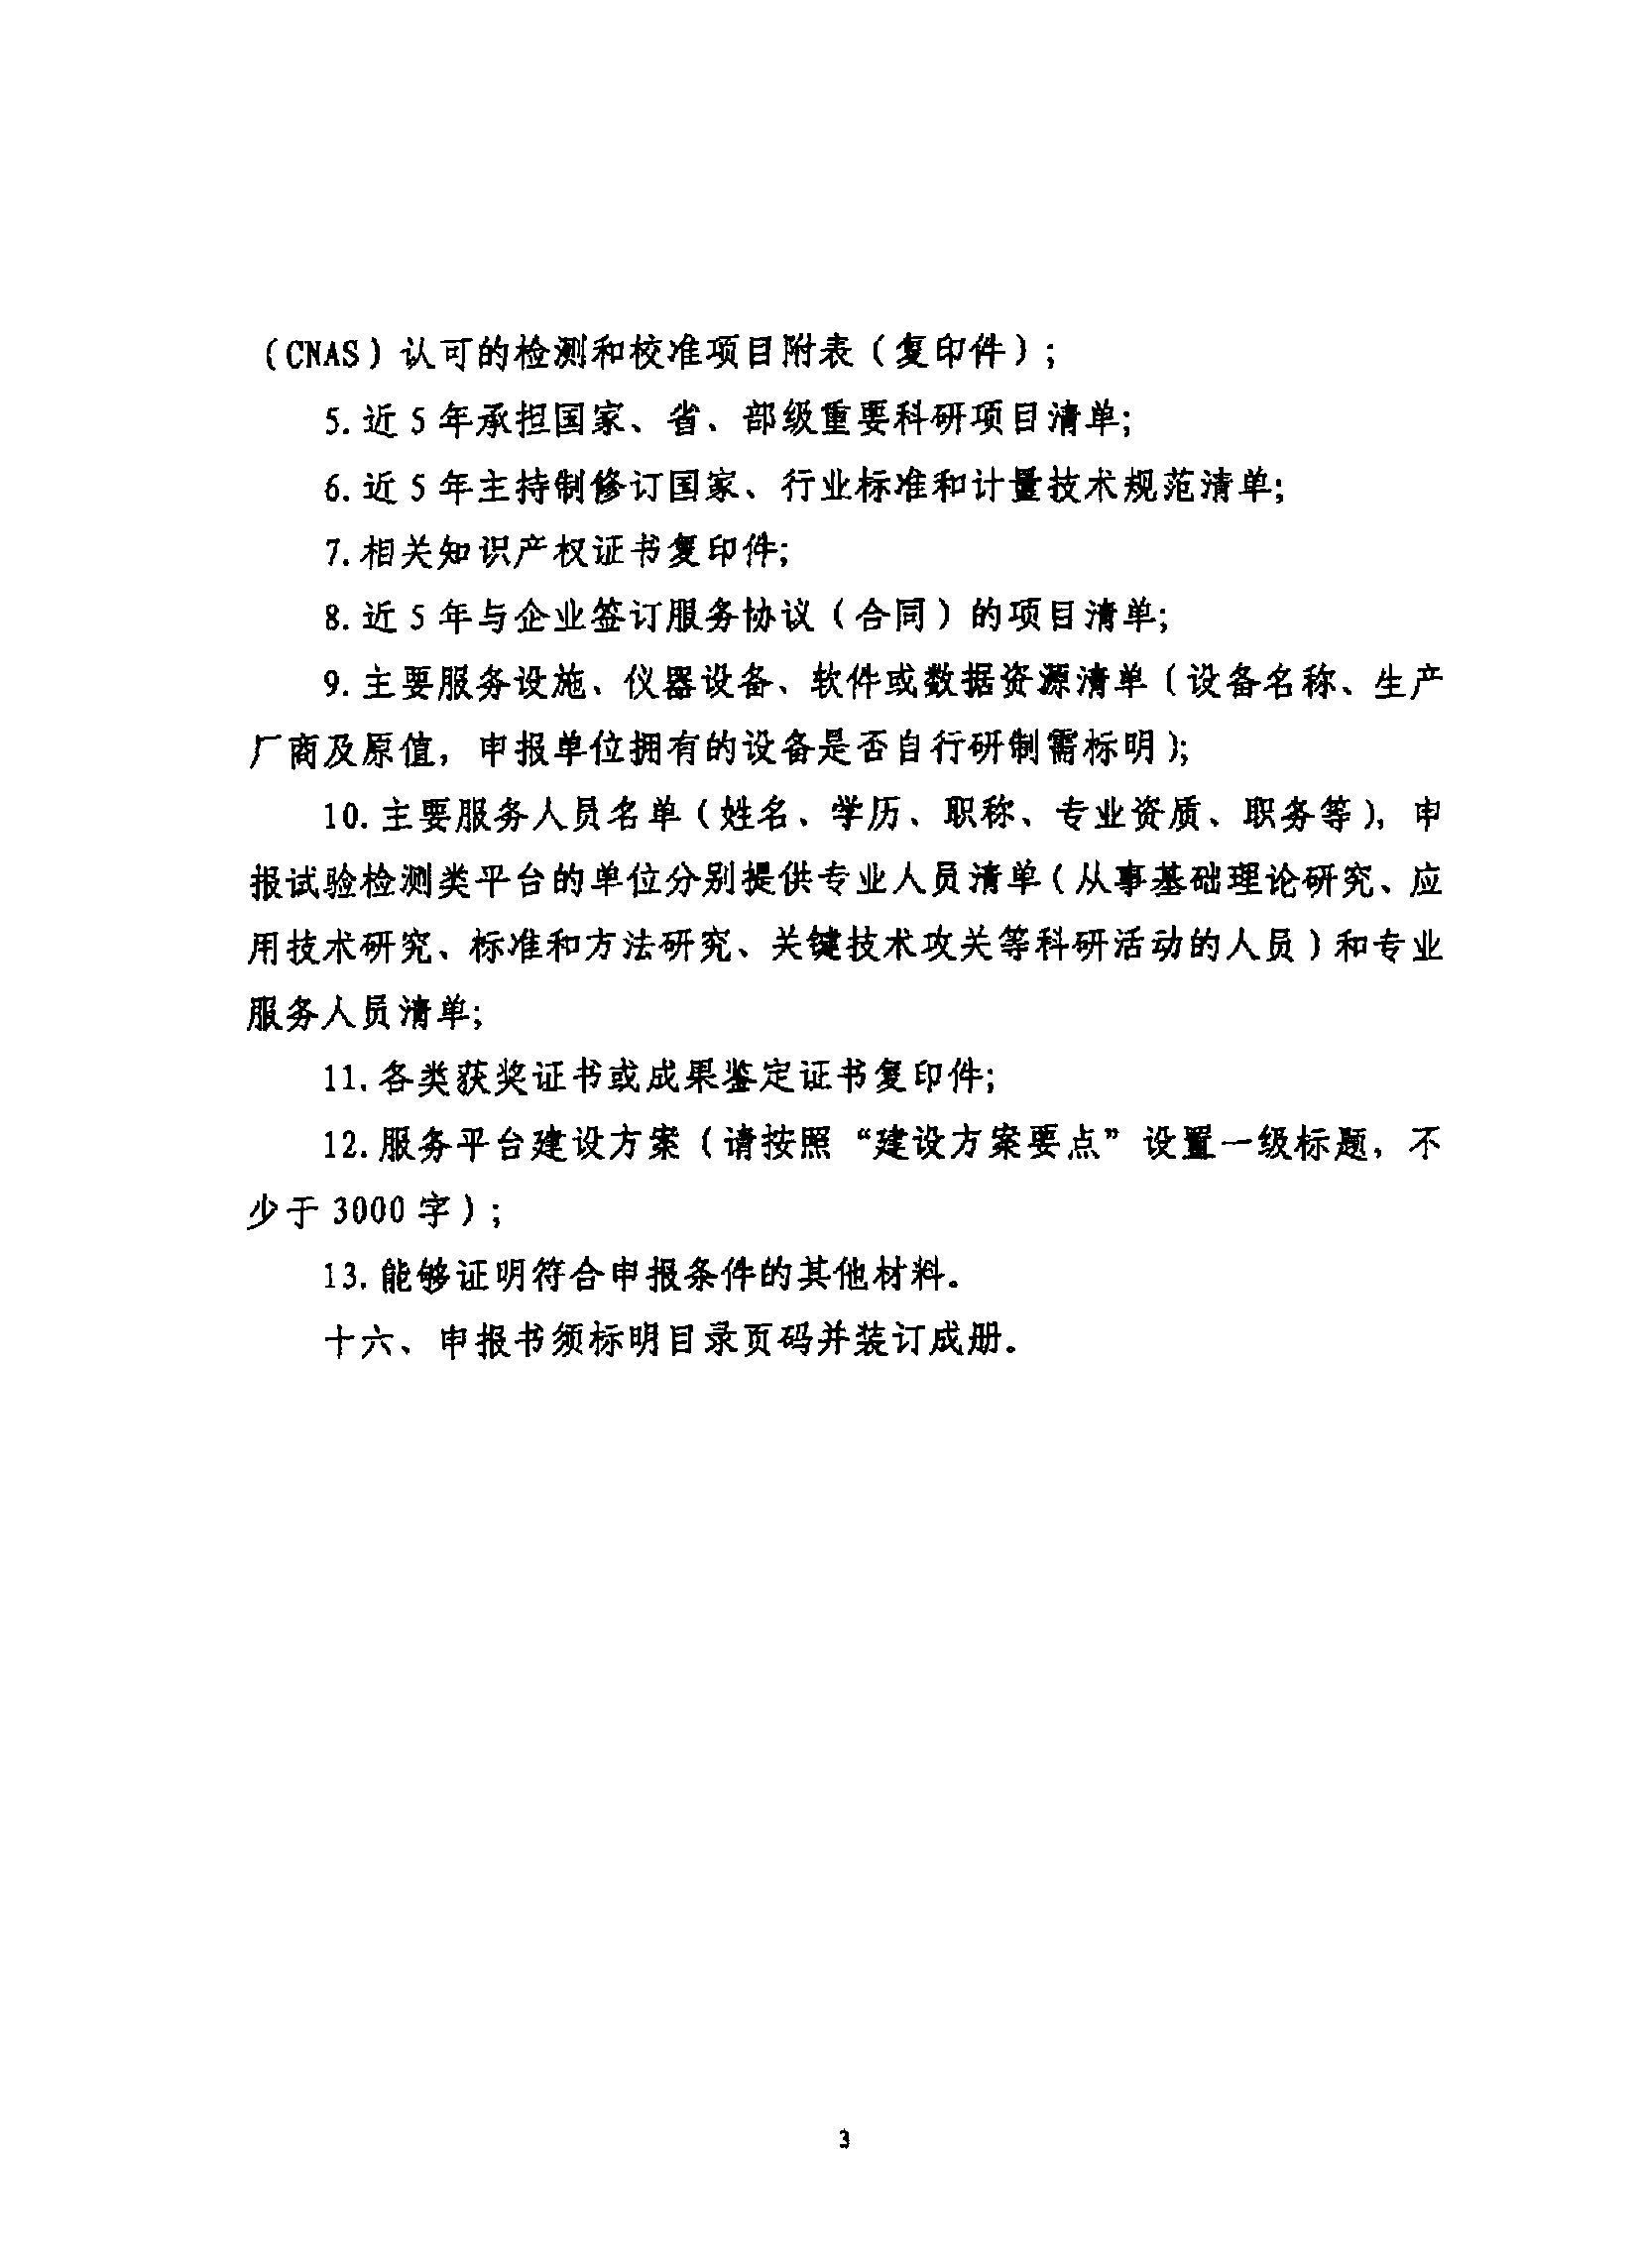 （CNAS）认可的检测和校准项目附表（复印件）；
5.近 5 年承担国家、省、部级重要科研项目清单；
6.近 5 年主持制修订国家、行业标准和计量技术规范清单；
7.相关知识产权证书复印件；
8.近 5 年与企业签订服务协议（合同）的项目清单；
9.主要服务设施、仪器设备、软件或数据资源清单（设备名称、生产
厂商及原值，申报单位拥有的设备是否自行研制需标明）；
10.主要服务人员名单（姓名、学历、职称、专业资质、职务等），申
报试验检测类平台的单位分别提供专业人员清单（从事基础理论研究、应
用技术研究、标准和方法研究、关键技术攻关等科研活动的人员）和专业
服务人员清单；
11.各类获奖证书或成果鉴定证书复印件；
12.服务平台建设方案（请按照“建设方案要点”设置一级标题，不
少于 3000 字）；
13.能够证明符合申报条件的其他材料。
十六、申报书须标明目录页码并装订成册。
3